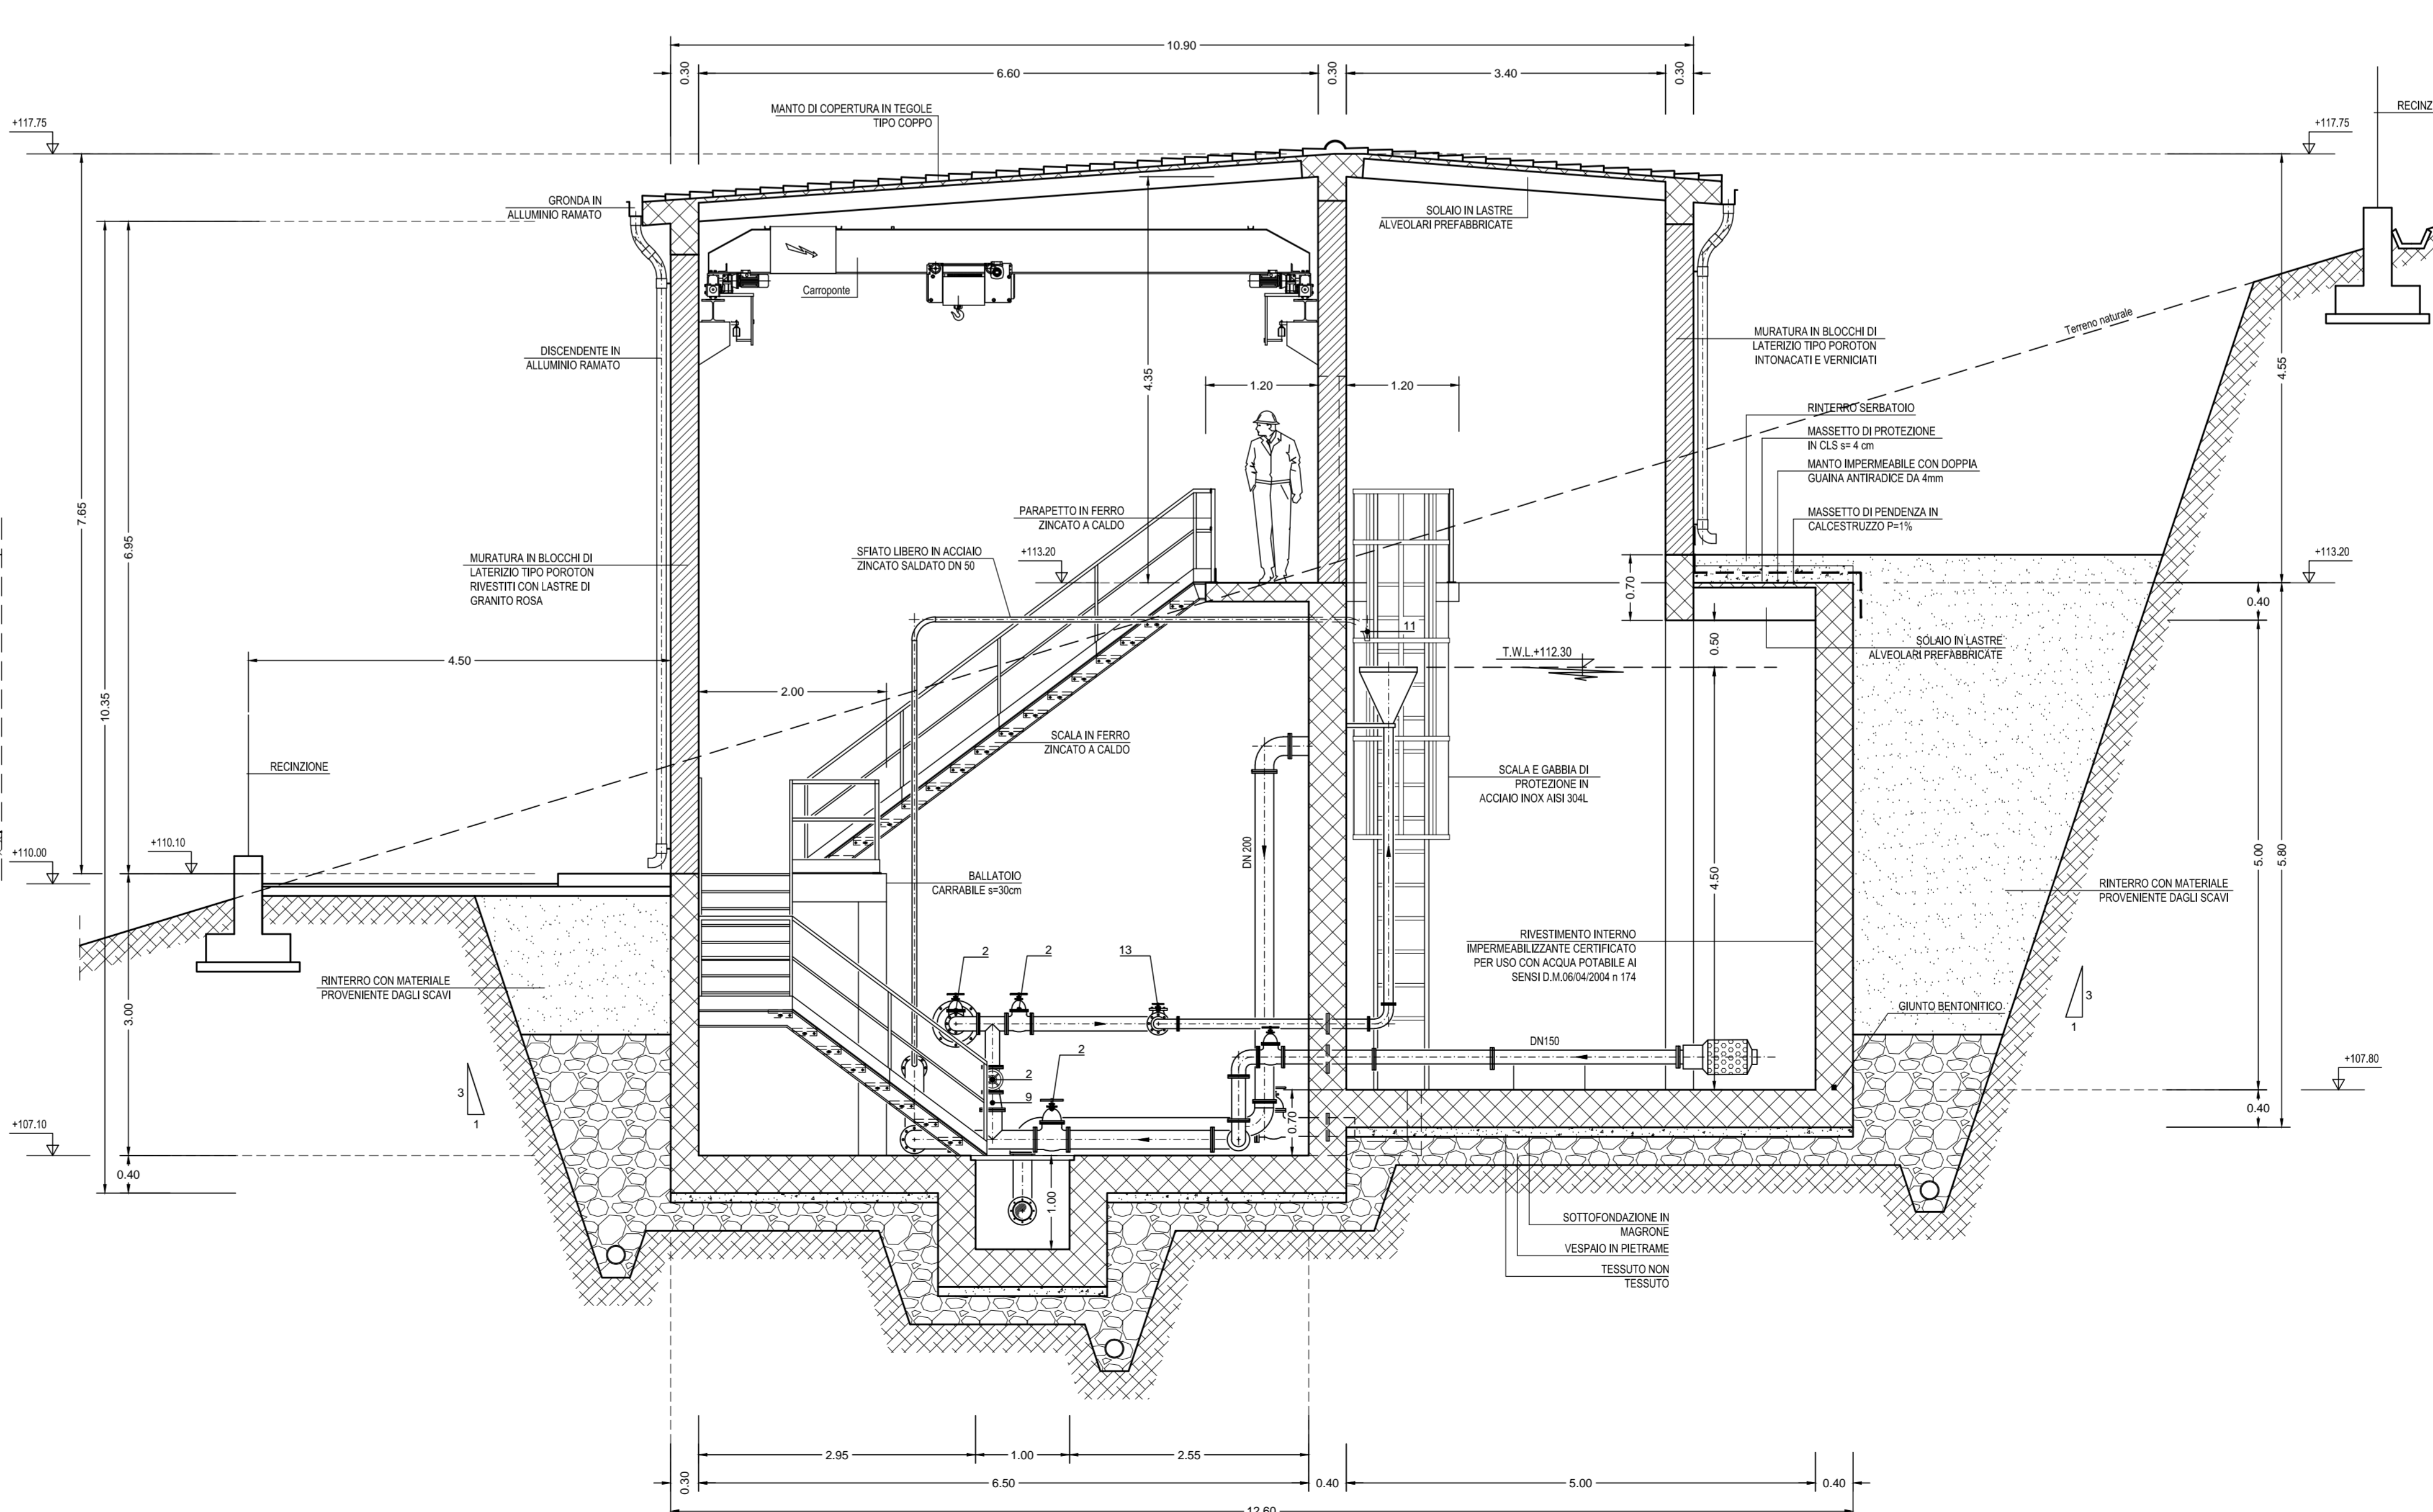 10.90
0.30
6.60
0.30
3.40
0.30
MANTO DI COPERTURA IN TEGOLE
TIPO COPPO
RECINZ
+117.75
+117.75
GRONDA IN
ALLUMINIO RAMATO
SOLAIO IN LASTRE
ALVEOLARI PREFABBRICATE
Carroponte
Terreno naturale
MURATURA IN BLOCCHI DI
LATERIZIO TIPO POROTON
INTONACATI E VERNICIATI
DISCENDENTE IN
ALLUMINIO RAMATO
4.35
1.20
1.20
4.55
RINTERRO SERBATOIO
MASSETTO DI PROTEZIONE
IN CLS s= 4 cm
MANTO IMPERMEABILE CON DOPPIA
GUAINA ANTIRADICE DA 4mm
MASSETTO DI PENDENZA IN
CALCESTRUZZO P=1%
7.65
6.95
10.35
PARAPETTO IN FERRO
ZINCATO A CALDO
SFIATO LIBERO IN ACCIAIO
ZINCATO SALDATO DN 50
+113.20
+113.20
MURATURA IN BLOCCHI DI
LATERIZIO TIPO POROTON
RIVESTITI CON LASTRE DI
GRANITO ROSA
0.70
0.40
11
0.50
SOLAIO IN LASTRE
ALVEOLARI PREFABBRICATE
T.W.L.+112.30
4.50
2.00
SCALA IN FERRO
ZINCATO A CALDO
RECINZIONE
SCALA E GABBIA DI
PROTEZIONE IN
ACCIAIO INOX AISI 304L
+110.00
+110.10
DN 200
4.50
5.00
5.80
BALLATOIO
CARRABILE s=30cm
RINTERRO CON MATERIALE
PROVENIENTE DAGLI SCAVI
RIVESTIMENTO INTERNO
IMPERMEABILIZZANTE CERTIFICATO
PER USO CON ACQUA POTABILE AI
SENSI D.M.06/04/2004 n 174
2
2
13
RINTERRO CON MATERIALE
PROVENIENTE DAGLI SCAVI
3.00
3
1
GIUNTO BENTONITICO
DN150
2
2
9
+107.80
3
1
0.70
0.40
+107.10
0.40
1.00
SOTTOFONDAZIONE IN
MAGRONE
VESPAIO IN PIETRAME
TESSUTO NON
TESSUTO
2.95
1.00
2.55
0.30
6.50
0.40
5.00
0.40
12.60